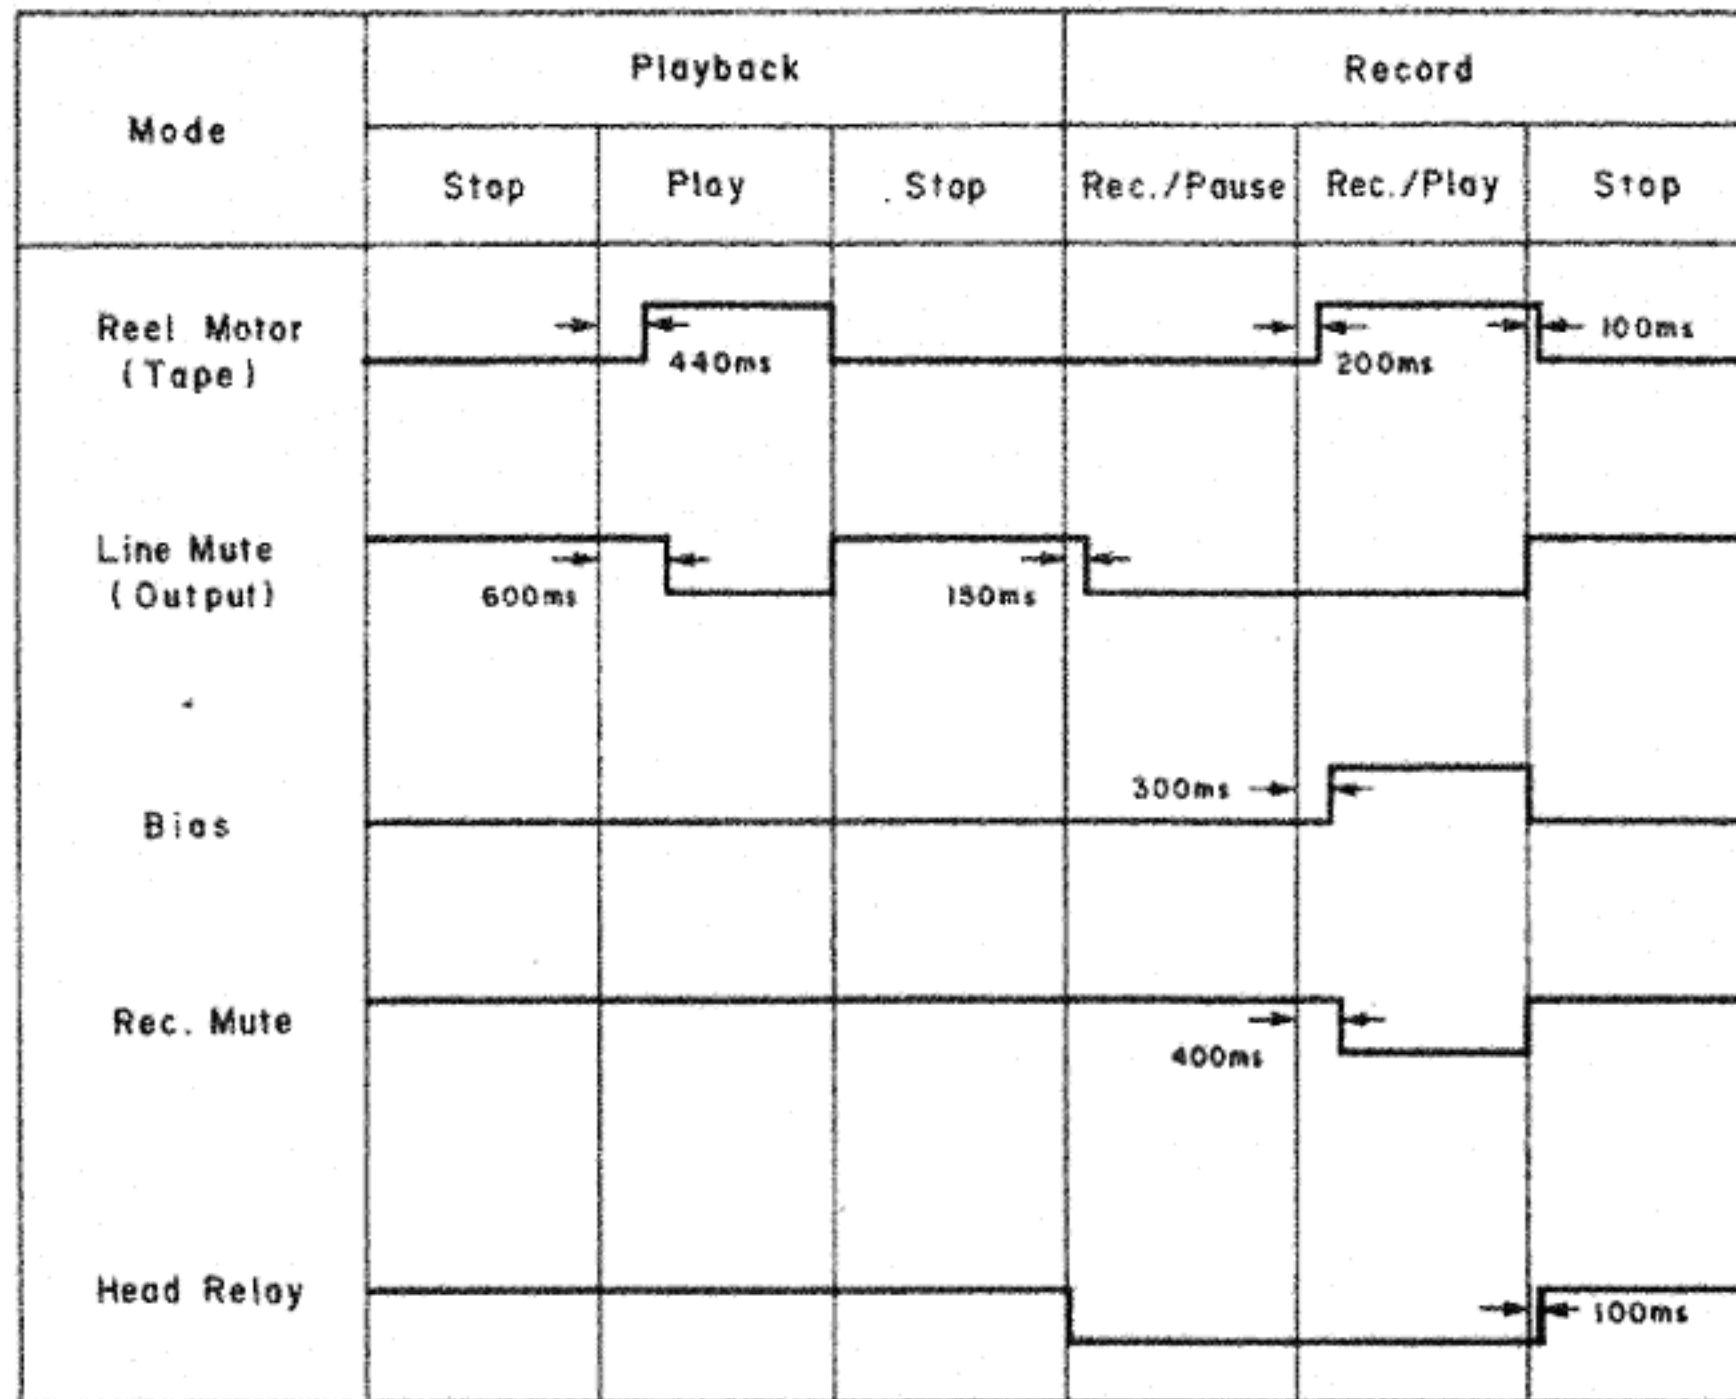 Playback
Record
Mode
Stop
Play
Stop
Rec./Pause
Rec./Play
Stop
Reel Motor
(Tape)
440ms
200ms
100ms
Line Mute
(Output)
600ms
150ms
Bias
300ms
Rec. Mute
400ms
Head Relay
100ms